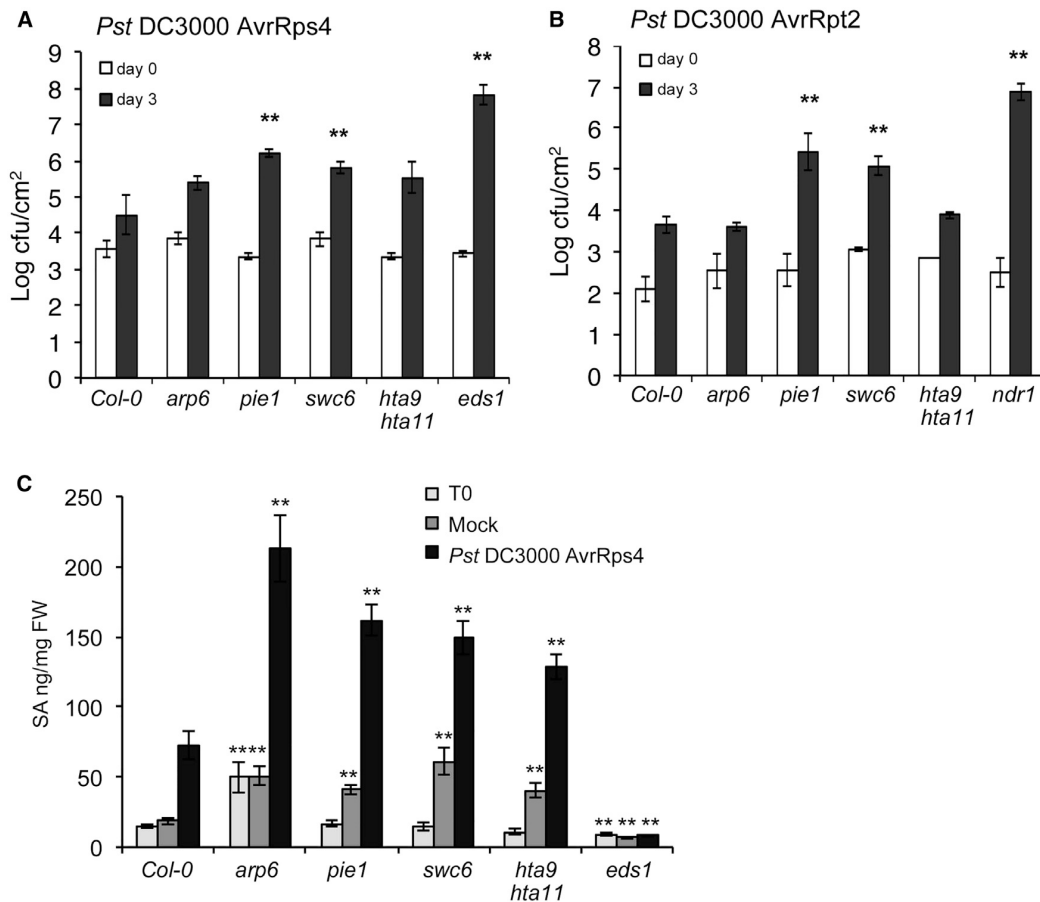 A
Pst DC3000 AvrRps4
day 0
day 3
Log cfu/cm2
9
8
7
6
5
4
3
2
1
0
**
**
**
Col-0
arp6
pie1
swc6
hta9
hta11
eds1
B
Pst DC3000 AvrRpt2
day 0
day 3
Log cfu/cm2
8
7
6
5
4
3
2
1
0
**
**
**
Col-0
arp6
pie1
swc6
hta9
hta11
ndr1
C
T0
Mock
Pst DC3000 AvrRps4
SA ng/mg FW
250
200
150
100
50
0
**
****
**
**
**
**
**
**
** ** **
Col-0
arp6
pie1
swc6
hta9
hta11
eds1